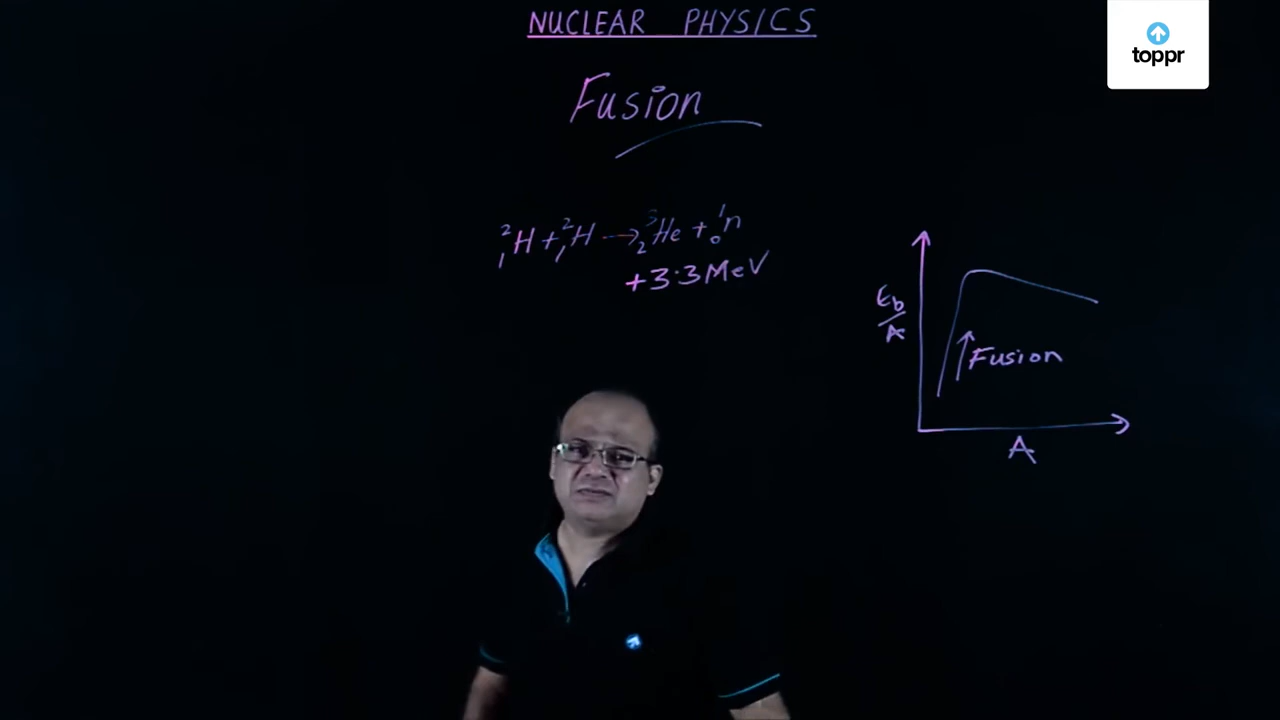 NUCLEAR PHYSICS
toppr
Fusion
²₁H + ²₁H → ³₂He + ¹₀n
+3.3 MeV
E_b/A
Fusion
A